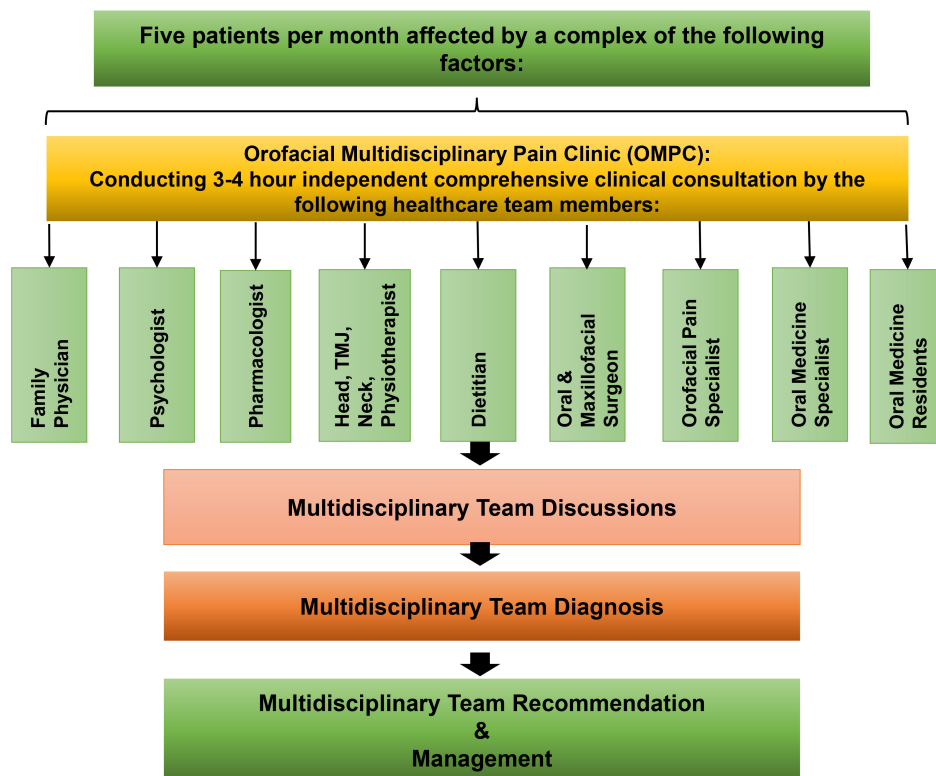 Five patients per month affected by a complex of the following
factors:
Orofacial Multidisciplinary Pain Clinic (OMPC):
Conducting 3-4 hour independent comprehensive clinical consultation by the
following healthcare team members:
Family
Physician
Psychologist
Pharmacologist
Head, TMJ,
Neck,
Physiotherapist
Diettitian
Oral &
Maxillofacial
Surgeon
Orofacial Pain
Specialist
Oral Medicine
Specialist
Oral Medicine
Residents
Multidisciplinary Team Discussions
Multidisciplinary Team Diagnosis
Multidisciplinary Team Recommendation
&
Management